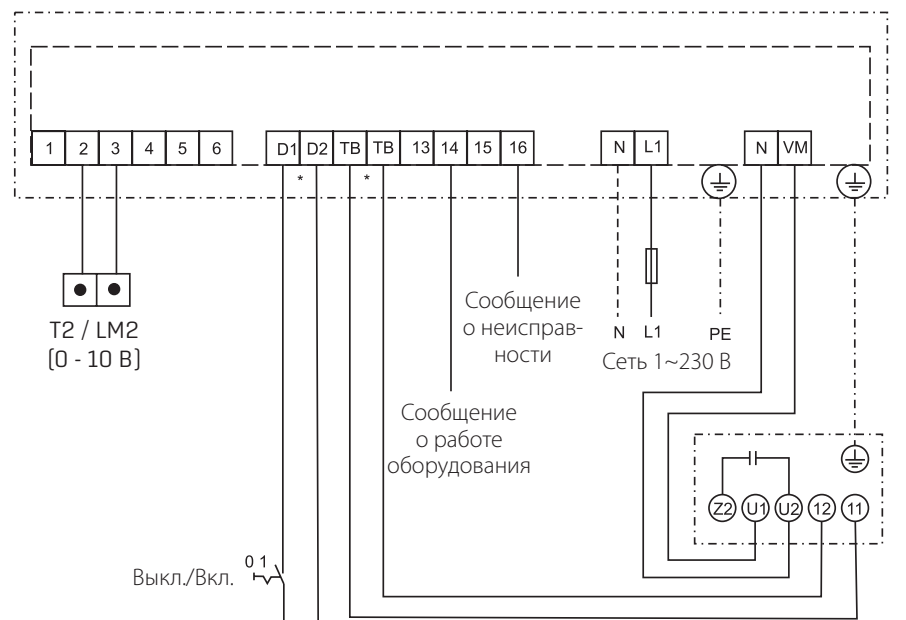 1 2 3 4 5 6 D1 D2 TB TB 13 14 15 16 N L1 N VM
* *
T2 / LM2
(0 - 10 В)
Сообщение
о неисправ-
ности
N L1 PE
Сеть 1~230 В
Сообщение
о работе
оборудования
Z2 U1 U2 12 11
0 1
Выкл./Вкл.